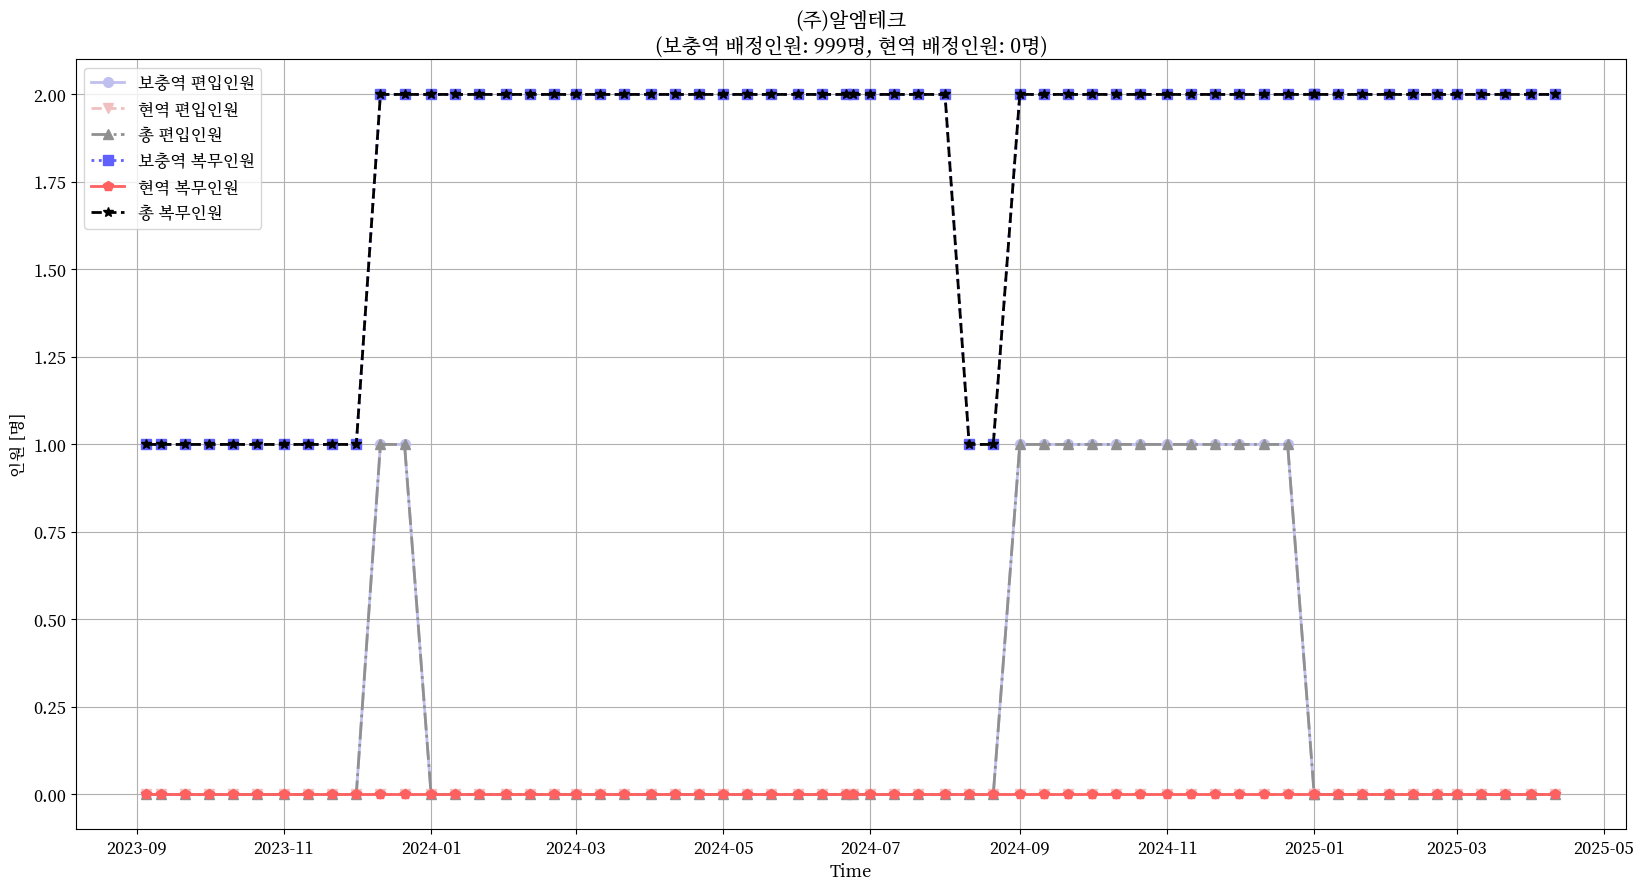 (주)알엠테크
(보충역 배정인원: 999명, 현역 배정인원: 0명)
보충역 편입인원
현역 편입인원
총 편입인원
보충역 복무인원
현역 복무인원
총 복무인원
2.00
1.75
1.50
1.25
1.00
0.75
0.50
0.25
0.00
인원 [명]
2023-09 2023-11 2024-01 2024-03 2024-05 2024-07 2024-09 2024-11 2025-01 2025-03 2025-05
Time